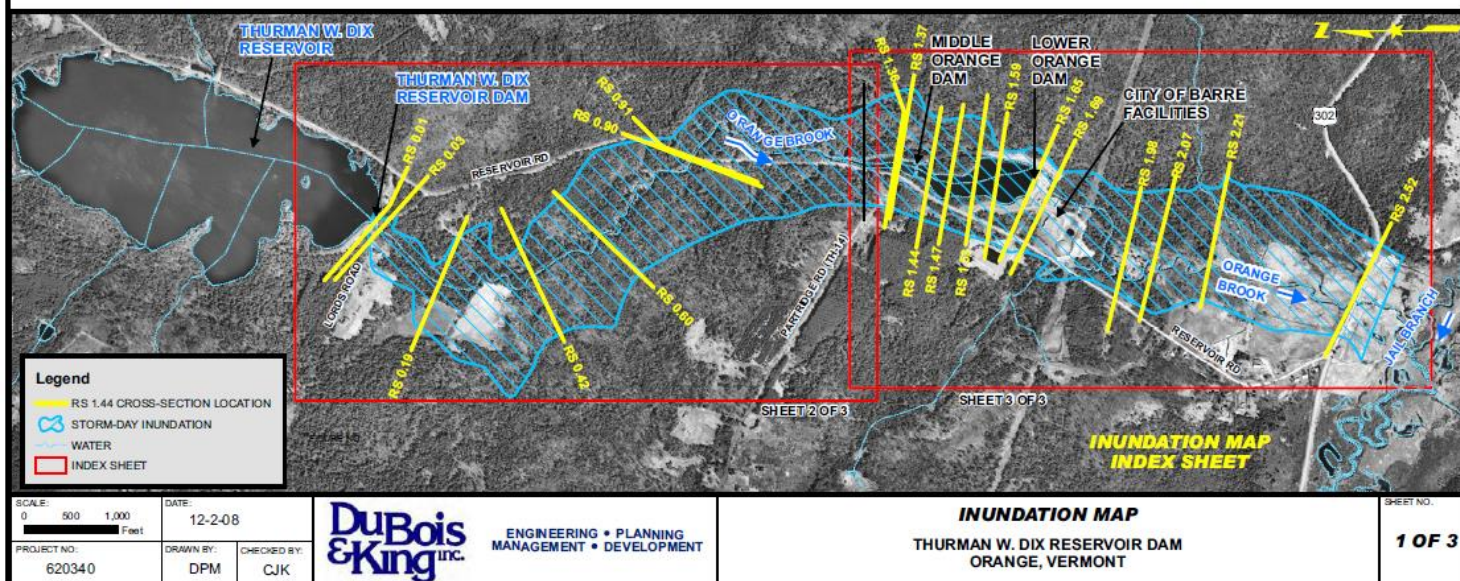 THURMAN W. DIX
RESERVOIR
THURMAN W. DIX
RESERVOIR DAM
RS 0.01
RS 0.03
LORDS ROAD
RESERVOIR RD
RS 0.19
RS 0.42
RS 0.60
RS 0.90
RS 0.91
ORANGE BROOK
PARTRIDGE RD (TH-14)
SHEET 2 OF 3
RS 1.36
RS 1.37
MIDDLE
ORANGE
DAM
LOWER
ORANGE
DAM
RS 1.44
RS 1.47
RS 1.59
RS 1.65
RS 1.69
CITY OF BARRE
FACILITIES
RS 1.98
RS 2.07
RS 2.21
RS 2.52
302
Z
ORANGE
BROOK
RESERVOIR RD
JAIL BRANCH
SHEET 3 OF 3
INUNDATION MAP
INDEX SHEET
Legend
RS 1.44 CROSS-SECTION LOCATION
STORM-DAY INUNDATION
WATER
INDEX SHEET
SCALE:
0 500 1,000
Feet
DATE:
12-2-08
PROJECT NO:
620340
DRAWN BY:
DPM
CHECKED BY:
CJK
DuBois
&King inc.
ENGINEERING • PLANNING
MANAGEMENT • DEVELOPMENT
INUNDATION MAP
THURMAN W. DIX RESERVOIR DAM
ORANGE, VERMONT
SHEET NO.
1 OF 3